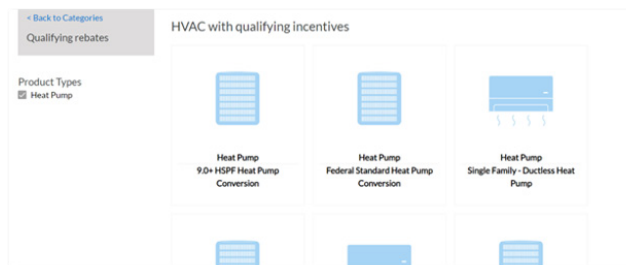 < Back to Categories
Qualifying rebates
HVAC with qualifying incentives
Product Types
Heat Pump
Heat Pump
9.0+ HSPF Heat Pump
Conversion
Heat Pump
Federal Standard Heat Pump
Conversion
Heat Pump
Single Family - Ductless Heat
Pump